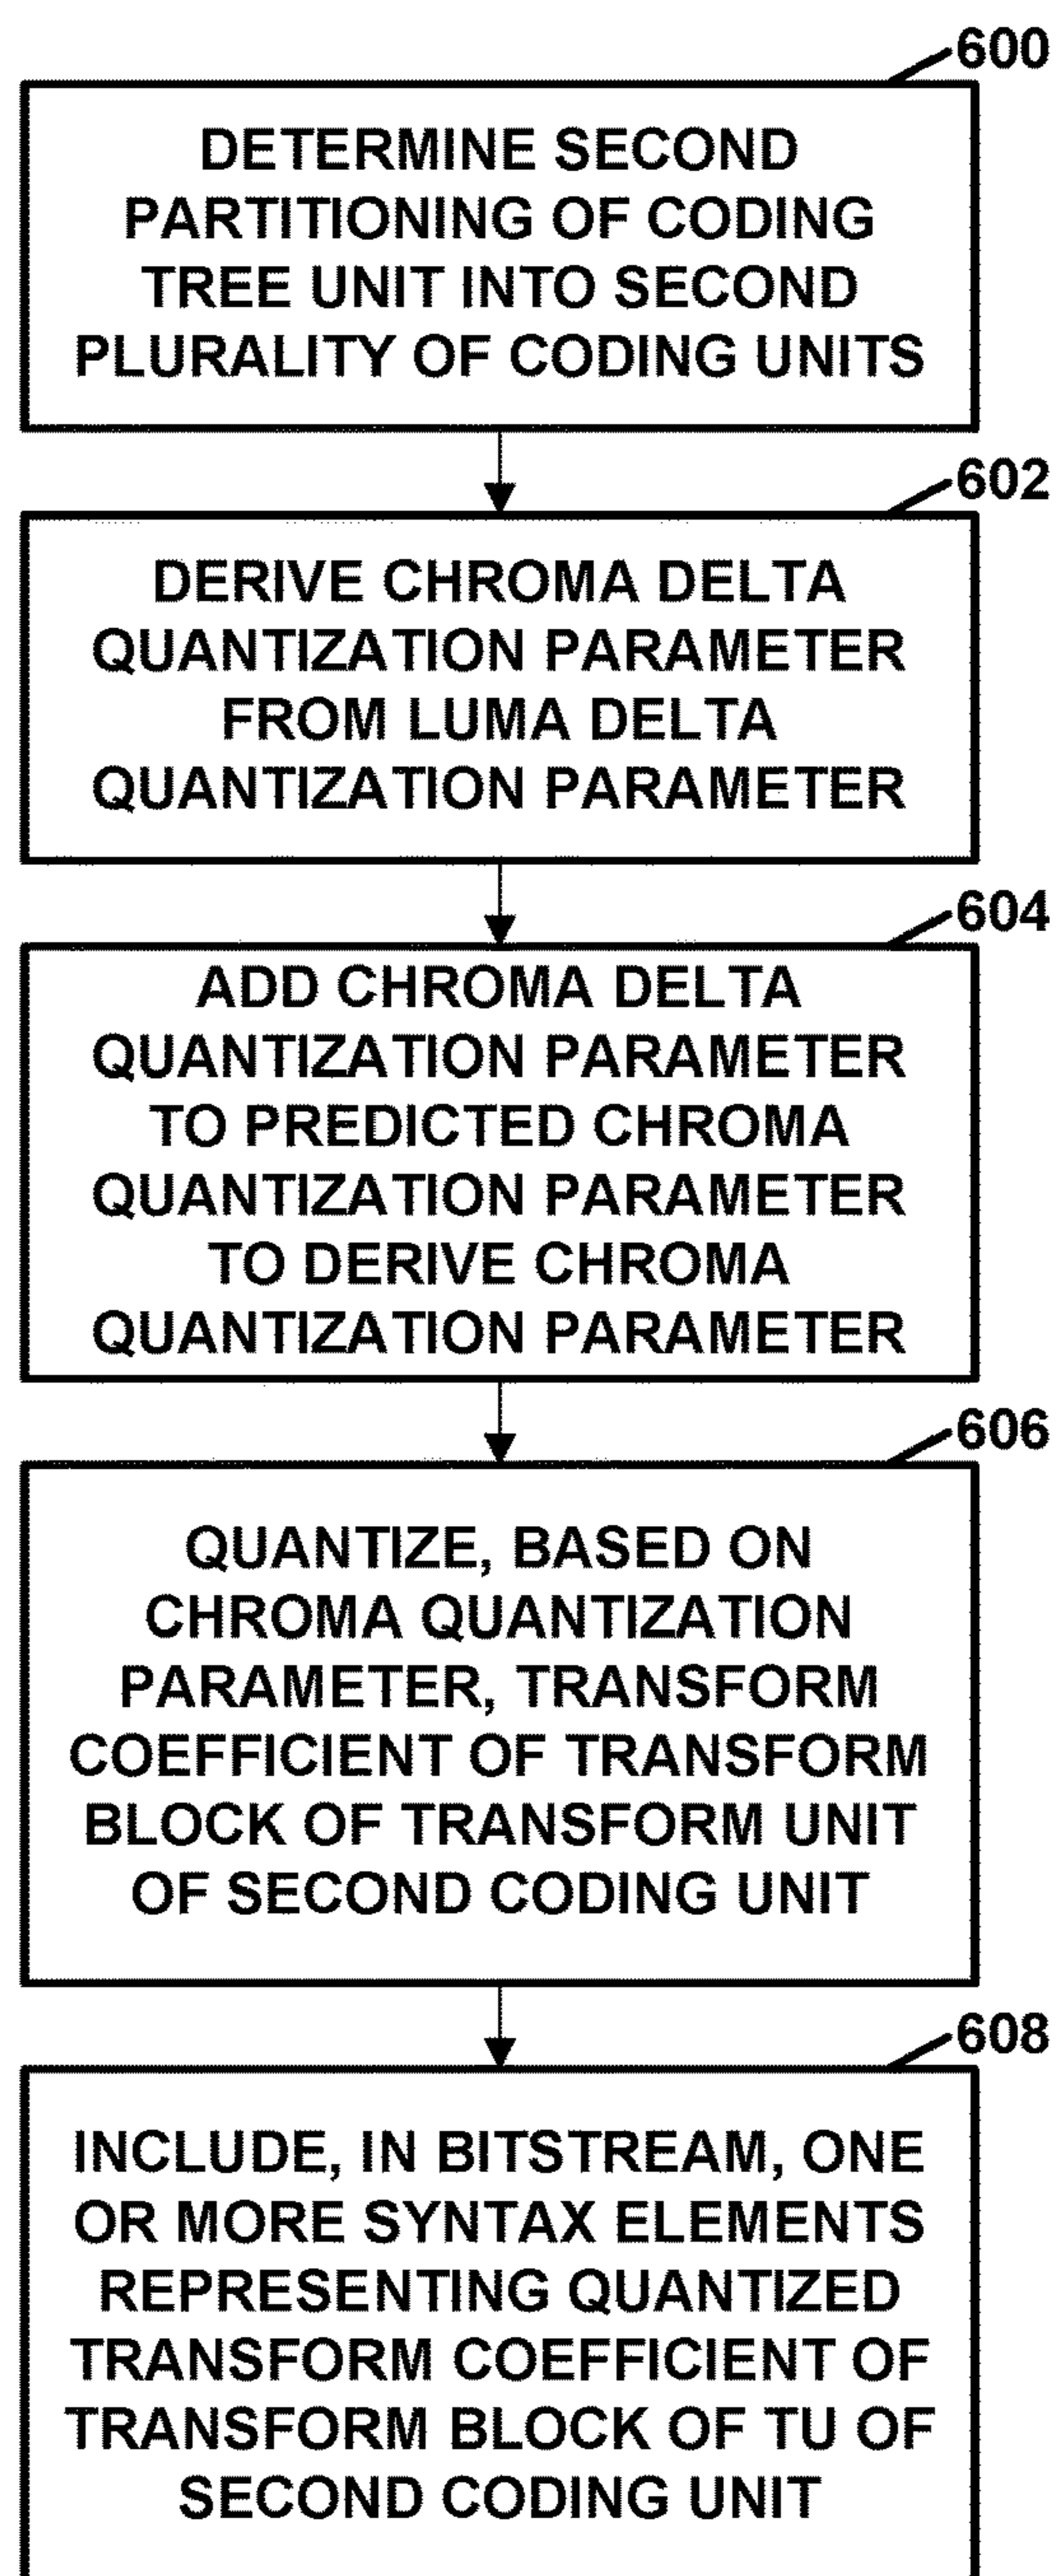 600
DETERMINE SECOND
PARTITIONING OF CODING
TREE UNIT INTO SECOND
PLURALITY OF CODING UNITS
602
DERIVE CHROMA DELTA
QUANTIZATION PARAMETER
FROM LUMA DELTA
QUANTIZATION PARAMETER
604
ADD CHROMA DELTA
QUANTIZATION PARAMETER
TO PREDICTED CHROMA
QUANTIZATION PARAMETER
TO DERIVE CHROMA
QUANTIZATION PARAMETER
606
QUANTIZE, BASED ON
CHROMA QUANTIZATION
PARAMETER, TRANSFORM
COEFFICIENT OF TRANSFORM
BLOCK OF TRANSFORM UNIT
OF SECOND CODING UNIT
608
INCLUDE, IN BITSTREAM, ONE
OR MORE SYNTAX ELEMENTS
REPRESENTING QUANTIZED
TRANSFORM COEFFICIENT OF
TRANSFORM BLOCK OF TU OF
SECOND CODING UNIT